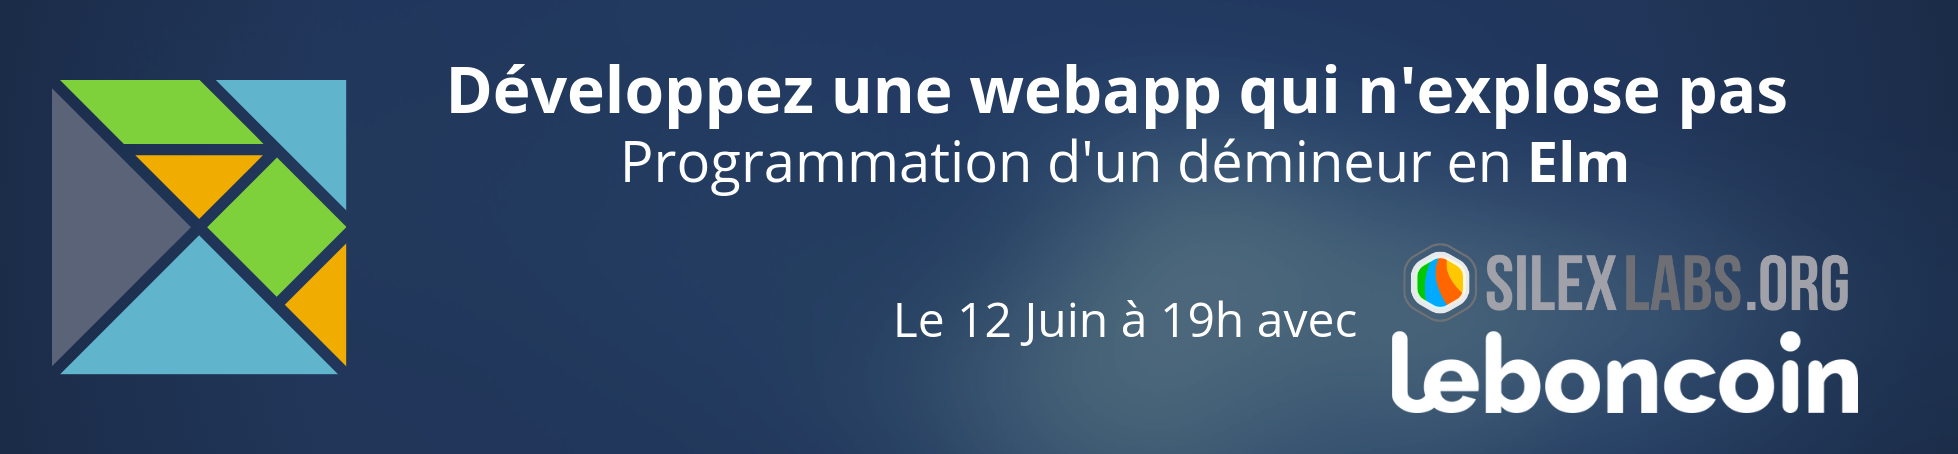 Développez une webapp qui n'explose pas
Programmation d'un démineur en Elm
SILEXLABS.ORG
Le 12 Juin à 19h avec
leboncoin